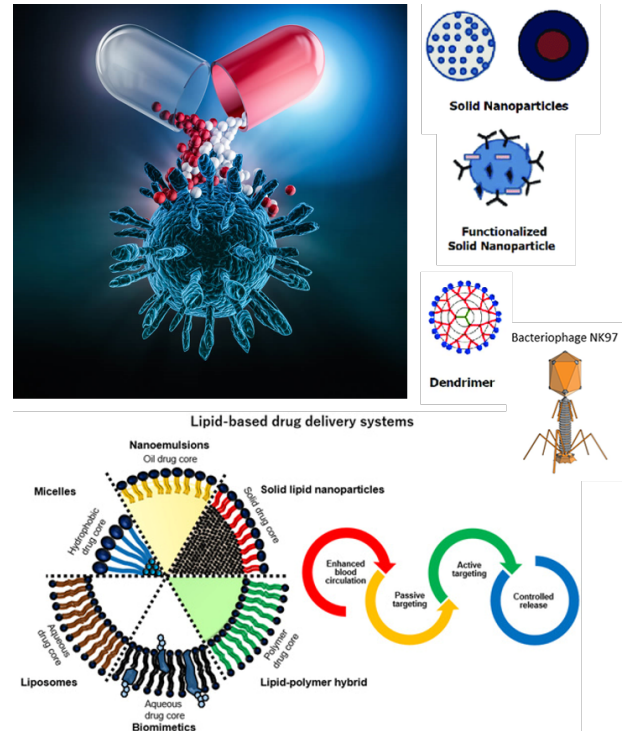 Solid Nanoparticles
Functionalized
Solid Nanoparticle
Dendrimer
Bacteriophage NK97
Lipid-based drug delivery systems
Nanoemulsions
Oil drug core
Micelles
Hydrophobic
drug core
Solid lipid nanoparticles
Solid drug core
Enhanced
blood
circulation
Passive
targeting
Active
targeting
Controlled
release
Aqueous
drug core
Liposomes
Polymer
drug core
Lipid-polymer hybrid
Aqueous
drug core
Biomimetics